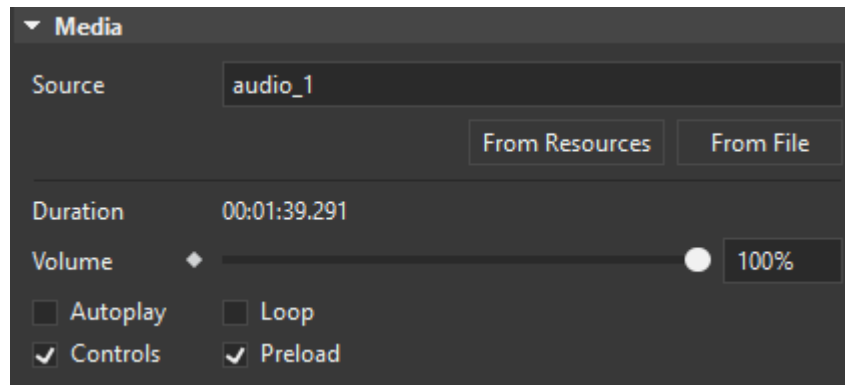 Media
Source audio_1
From Resources From File
Duration 00:01:39.291
Volume 100%
Autoplay Loop
Controls Preload